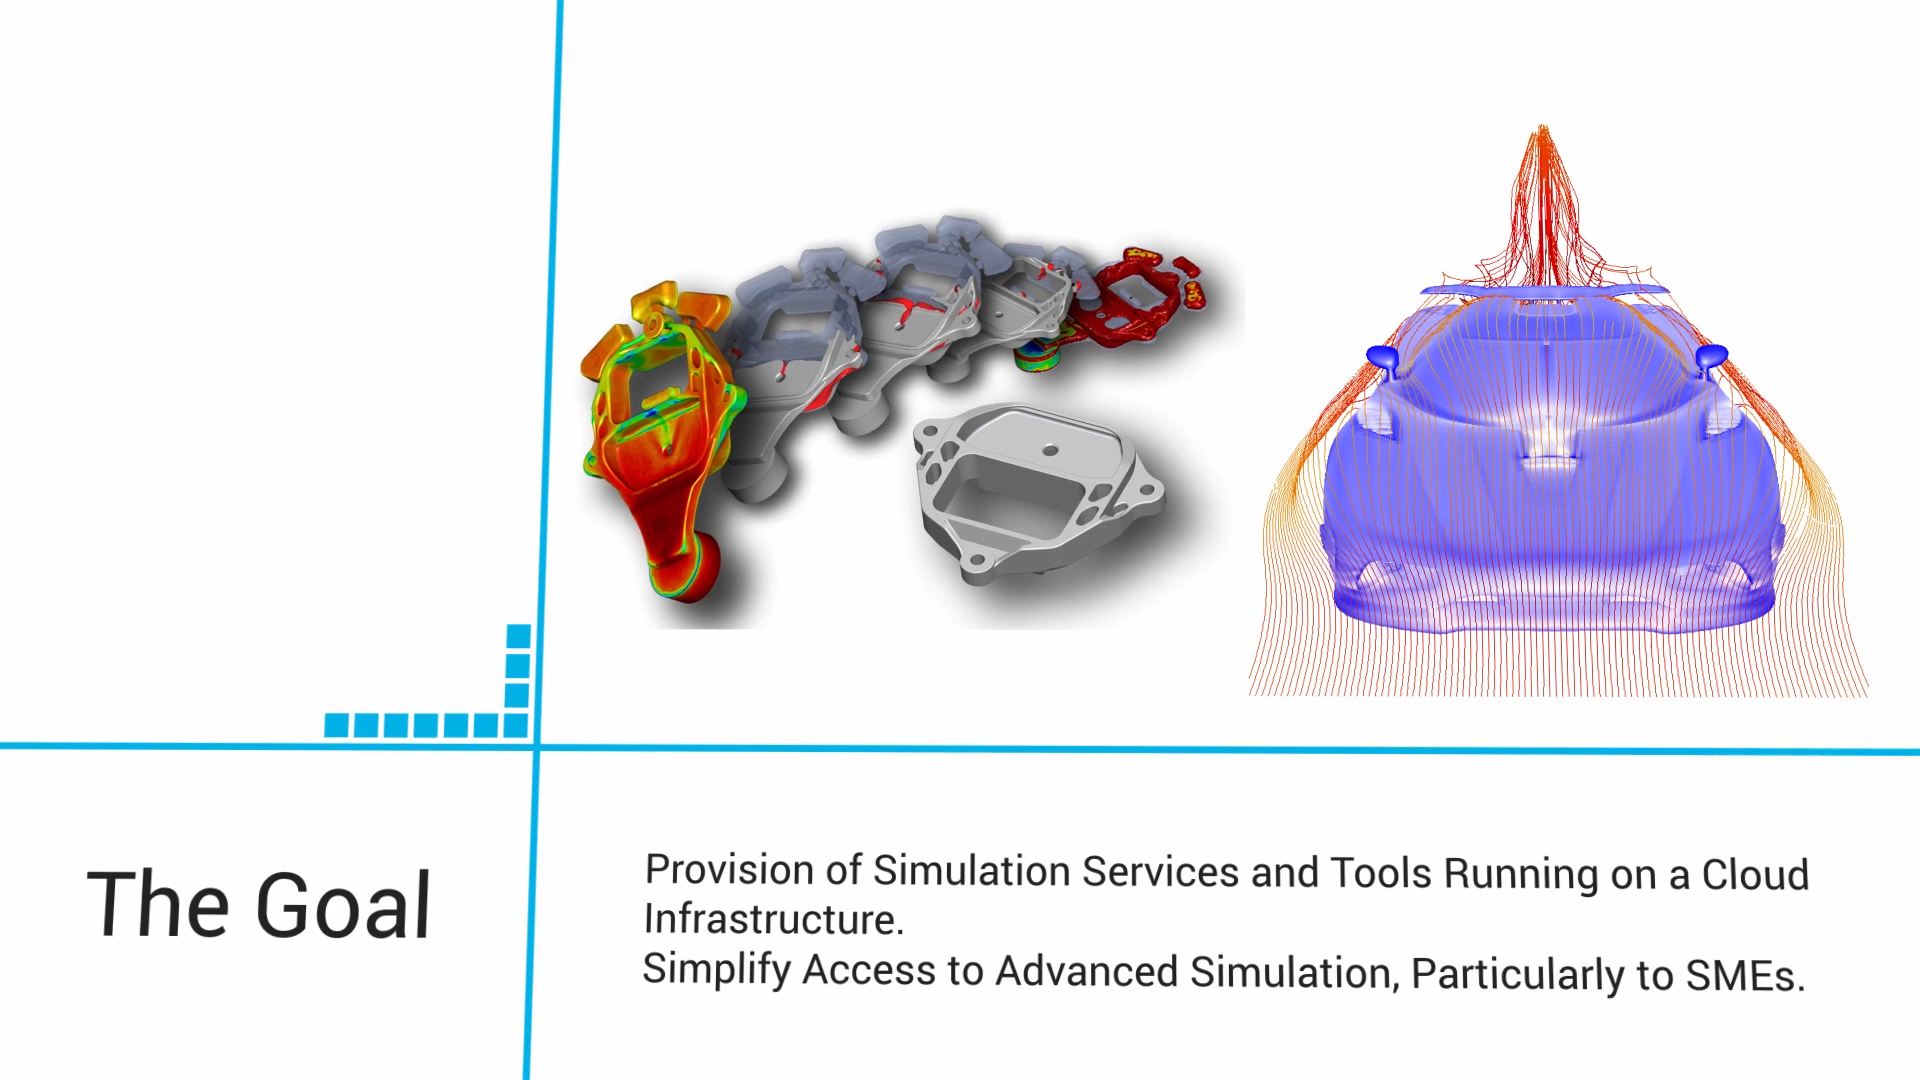 The Goal
Provision of Simulation Services and Tools Running on a Cloud
Infrastructure.
Simplify Access to Advanced Simulation, Particularly to SMEs.